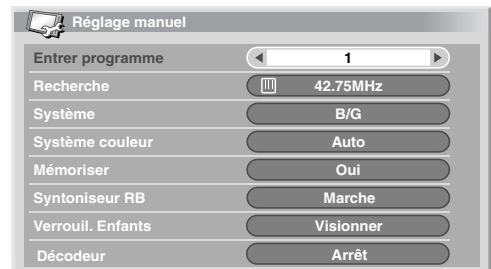 Réglage manuel
Entrer programme 1
Recherche 42.75MHz
Système B/G
Système couleur Auto
Mémoriser Oui
Syntoniseur RB Marche
Verrouil. Enfants Visionner
Décodeur Arrêt